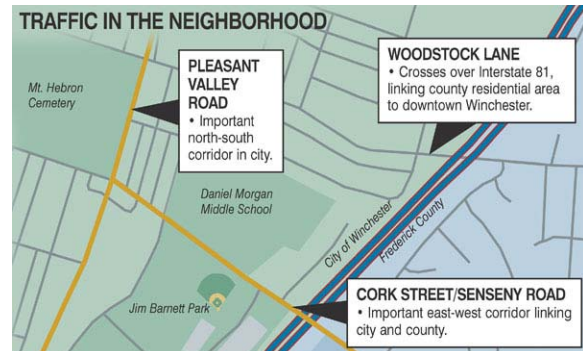 TRAFFIC IN THE NEIGHBORHOOD
WOODSTOCK LANE
• Crosses over Interstate 81,
linking county residential area
to downtown Winchester.
PLEASANT
VALLEY
ROAD
• Important
north-south
corridor in city.
Mt. Hebron
Cemetery
Daniel Morgan
Middle School
City of Winchester
Frederick County
Jim Barnett Park
CORK STREET/SENSENY ROAD
• Important east-west corridor linking
city and county.